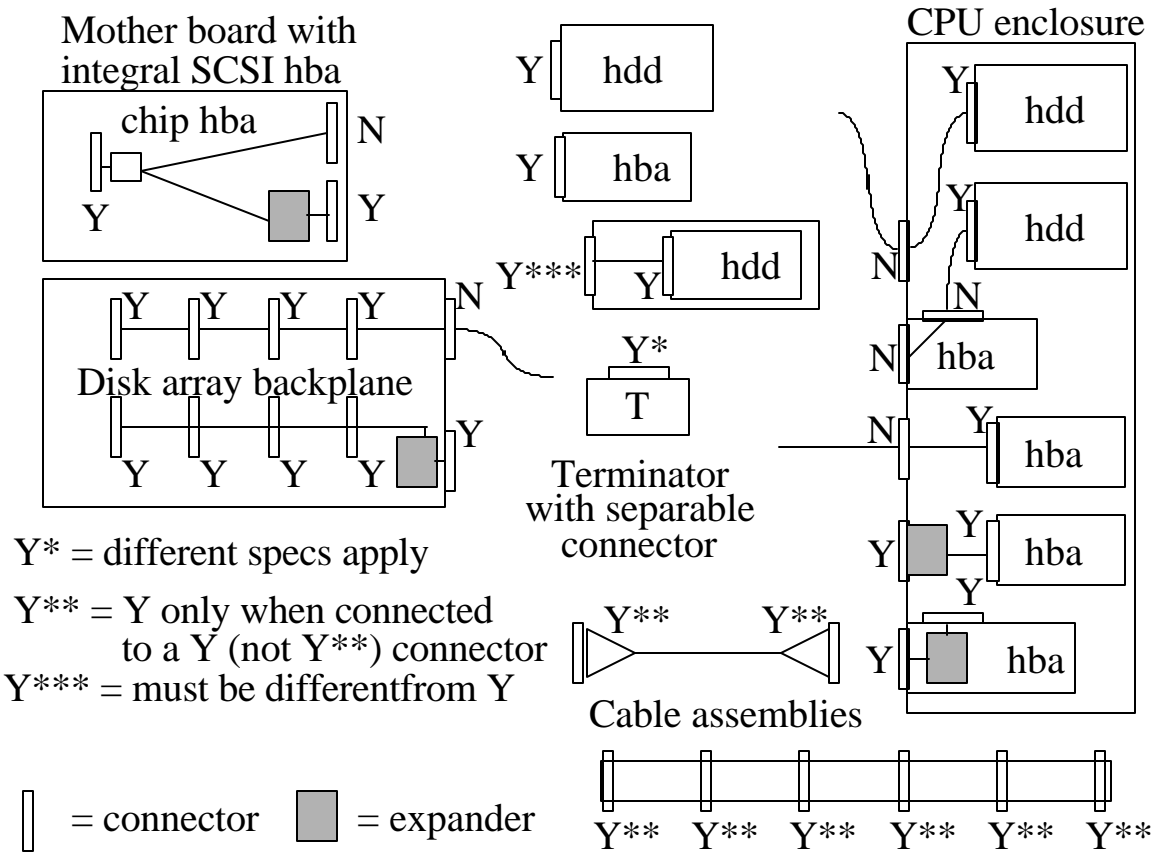 Mother board with
integral SCSI hba
chip hba
N
Y
Y
Y
Y
Y
Y
N
Disk array backplane
Y
Y
Y
Y
Y
Y* = different specs apply
Y** = Y only when connected
to a Y (not Y**) connector
Y*** = must be differentfrom Y
= connector
= expander
Y
hdd
Y
hba
Y***
Y
hdd
Y*
T
Terminator
with separable
connector
Y**
Y**
Cable assemblies
Y**
Y**
Y**
Y**
Y**
Y**
CPU enclosure
Y
hdd
Y
hdd
N
N
N
hba
N
Y
hba
Y
Y
hba
Y
Y
hba